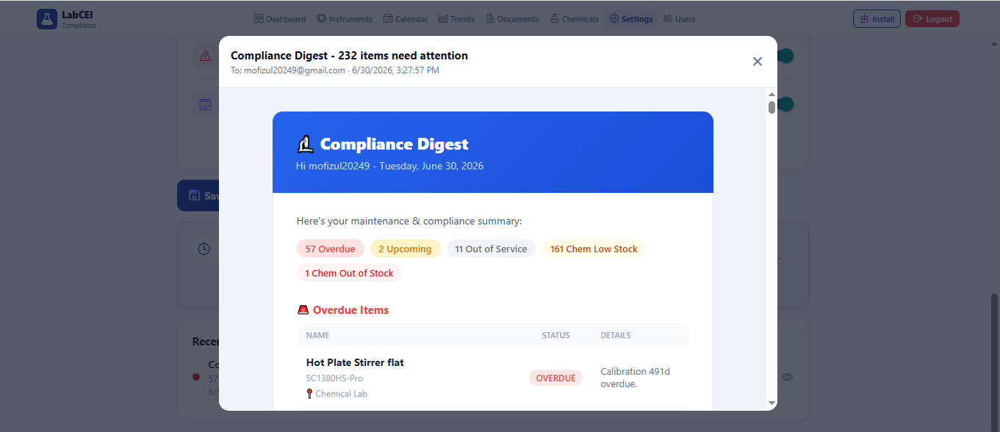 LabCEI
Compliance
Dashboard
Instruments
Calendar
Trends
Documents
Chemicals
Settings
Users
Install
Logout
Compliance Digest - 232 items need attention
To: mofizul20249@gmail.com · 6/30/2026, 3:27:57 PM
Compliance Digest
Hi mofizul20249 - Tuesday, June 30, 2026
Sav
Here's your maintenance & compliance summary:
57 Overdue
2 Upcoming
11 Out of Service
161 Chem Low Stock
1 Chem Out of Stock
Overdue Items
NAME
STATUS
DETAILS
Recen
Co
57
6/3
Hot Plate Stirrer flat
SC1380HS-Pro
Chemical Lab
OVERDUE
Calibration 491d
overdue.